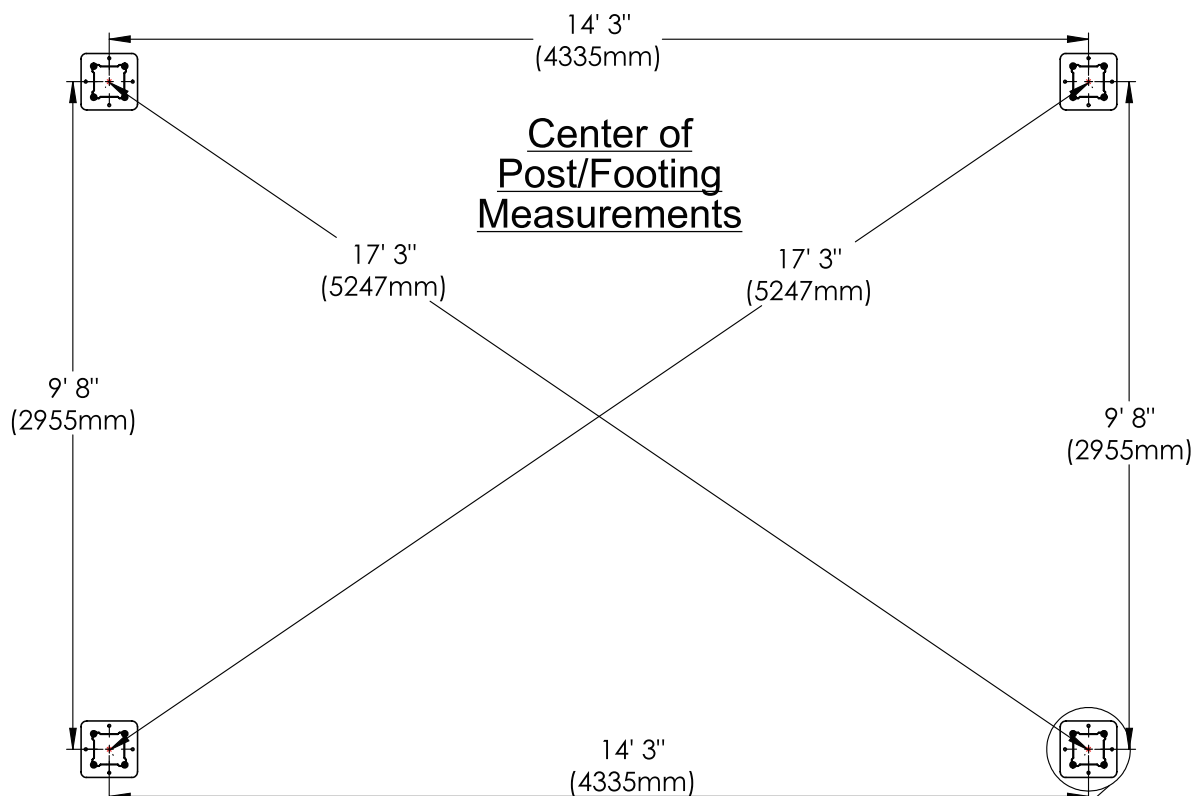 14' 3"
(4335mm)
Center of
Post/Footing
Measurements
17' 3"
(5247mm)
17' 3"
(5247mm)
9' 8"
(2955mm)
9' 8"
(2955mm)
14' 3"
(4335mm)